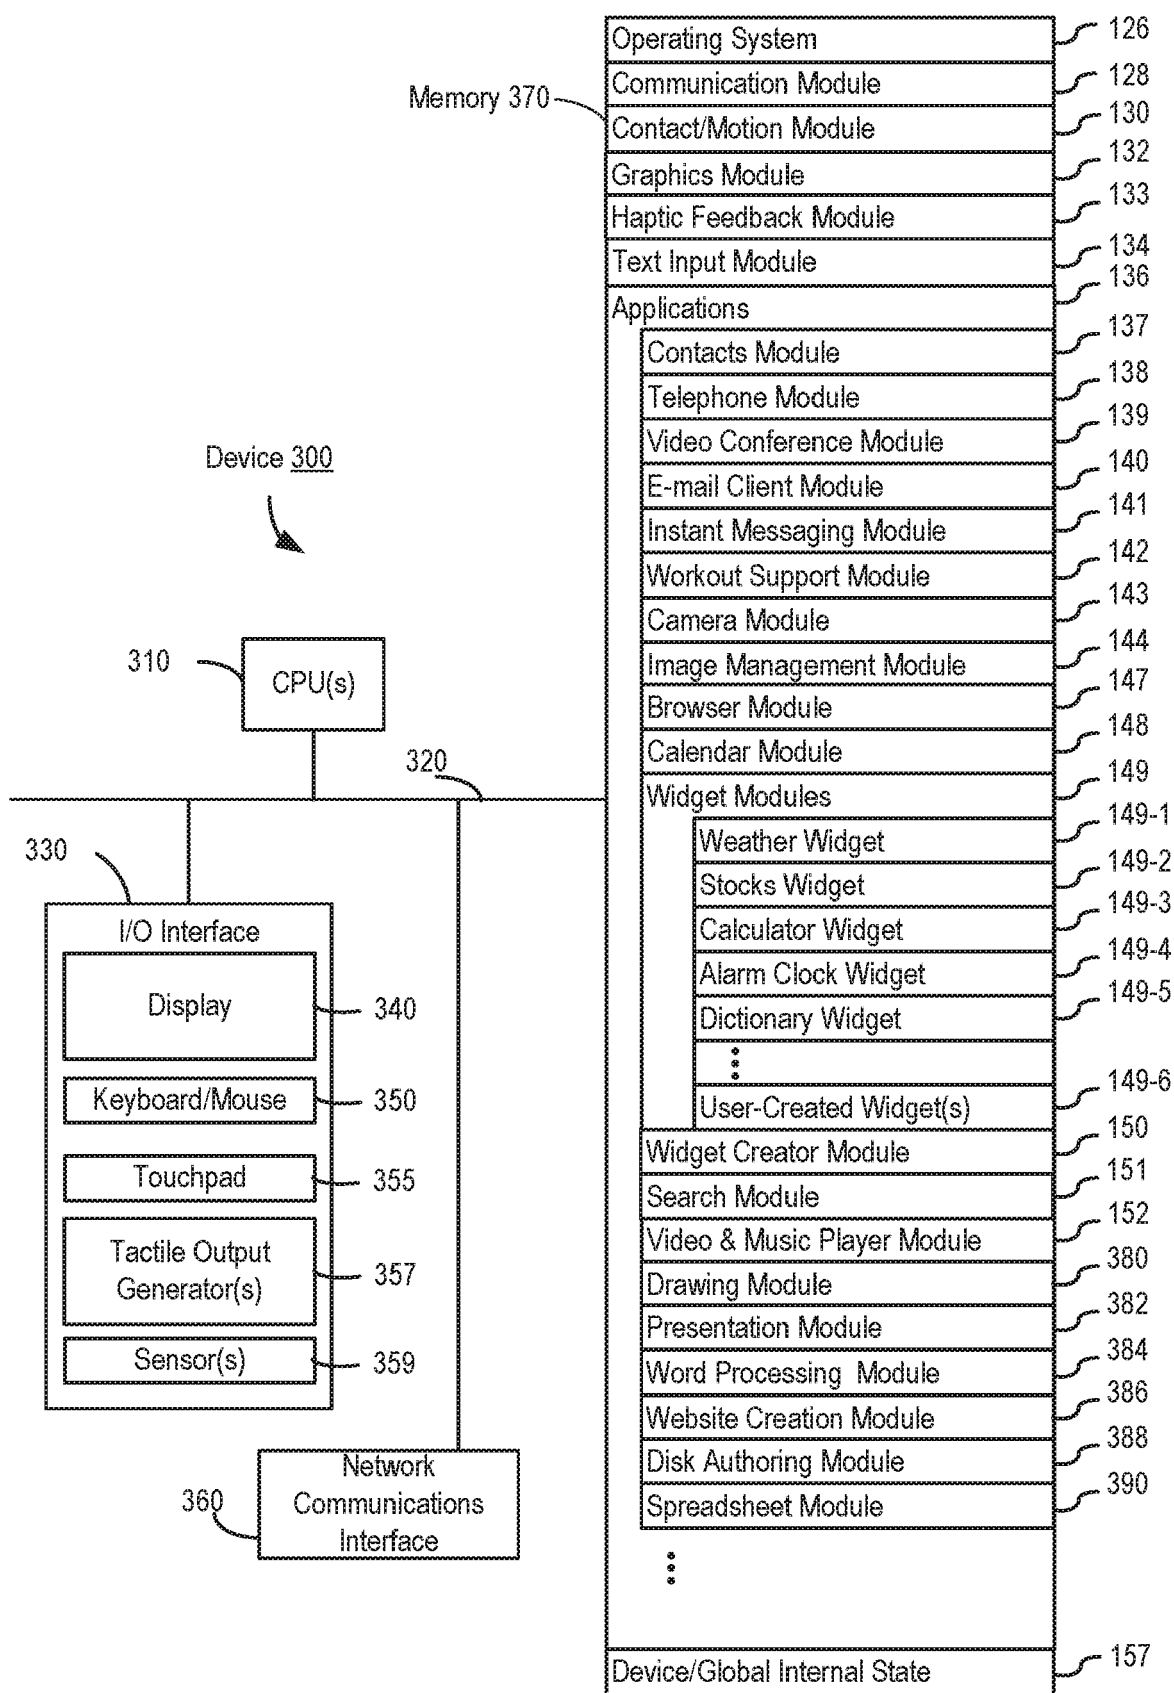 Operating System 126
Communication Module 128
Memory 370
Contact/Motion Module 130
Graphics Module 132
Haptic Feedback Module 133
Text Input Module 134
Applications 136
Contacts Module 137
Telephone Module 138
Video Conference Module 139
E-mail Client Module 140
Instant Messaging Module 141
Workout Support Module 142
Camera Module 143
Image Management Module 144
Browser Module 147
Calendar Module 148
Widget Modules 149
Weather Widget 149-1
Stocks Widget 149-2
Calculator Widget 149-3
Alarm Clock Widget 149-4
Dictionary Widget 149-5
User-Created Widget(s) 149-6
Widget Creator Module 150
Search Module 151
Video & Music Player Module 152
Drawing Module 380
Presentation Module 382
Word Processing Module 384
Website Creation Module 386
Disk Authoring Module 388
Spreadsheet Module 390
Device/Global Internal State 157
Device 300
310
CPU(s)
320
330
I/O Interface
Display 340
Keyboard/Mouse 350
Touchpad 355
Tactile Output
Generator(s) 357
Sensor(s) 359
360
Network
Communications
Interface